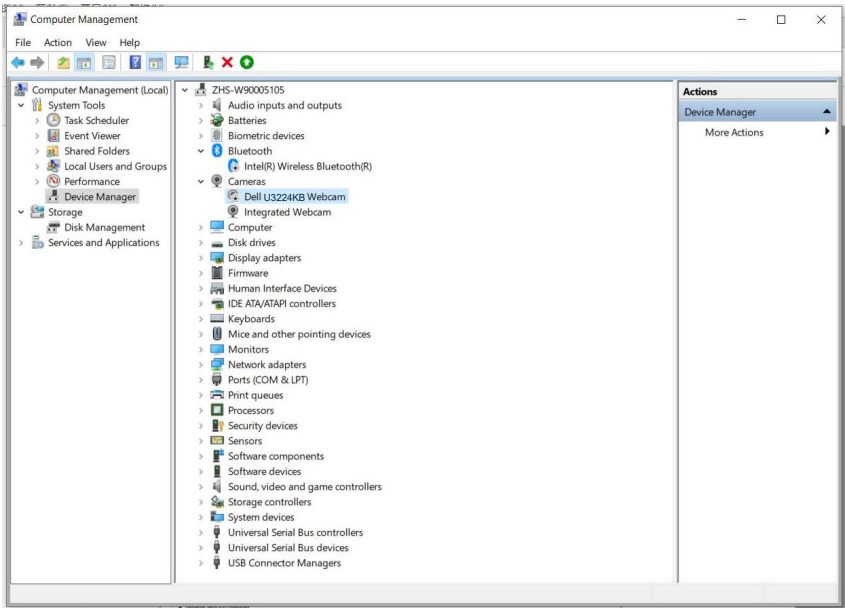 Computer Management
File Action View Help
Computer Management (Local)
System Tools
Task Scheduler
Event Viewer
Shared Folders
Local Users and Groups
Performance
Device Manager
Storage
Disk Management
Services and Applications
ZHS-W90005105
Audio inputs and outputs
Batteries
Biometric devices
Bluetooth
Intel(R) Wireless Bluetooth(R)
Cameras
Dell U3224KB Webcam
Integrated Webcam
Computer
Disk drives
Display adapters
Firmware
Human Interface Devices
IDE ATA/ATAPI controllers
Keyboards
Mice and other pointing devices
Monitors
Network adapters
Ports (COM & LPT)
Print queues
Processors
Security devices
Sensors
Software components
Software devices
Sound, video and game controllers
Storage controllers
System devices
Universal Serial Bus controllers
Universal Serial Bus devices
USB Connector Managers
Actions
Device Manager
More Actions